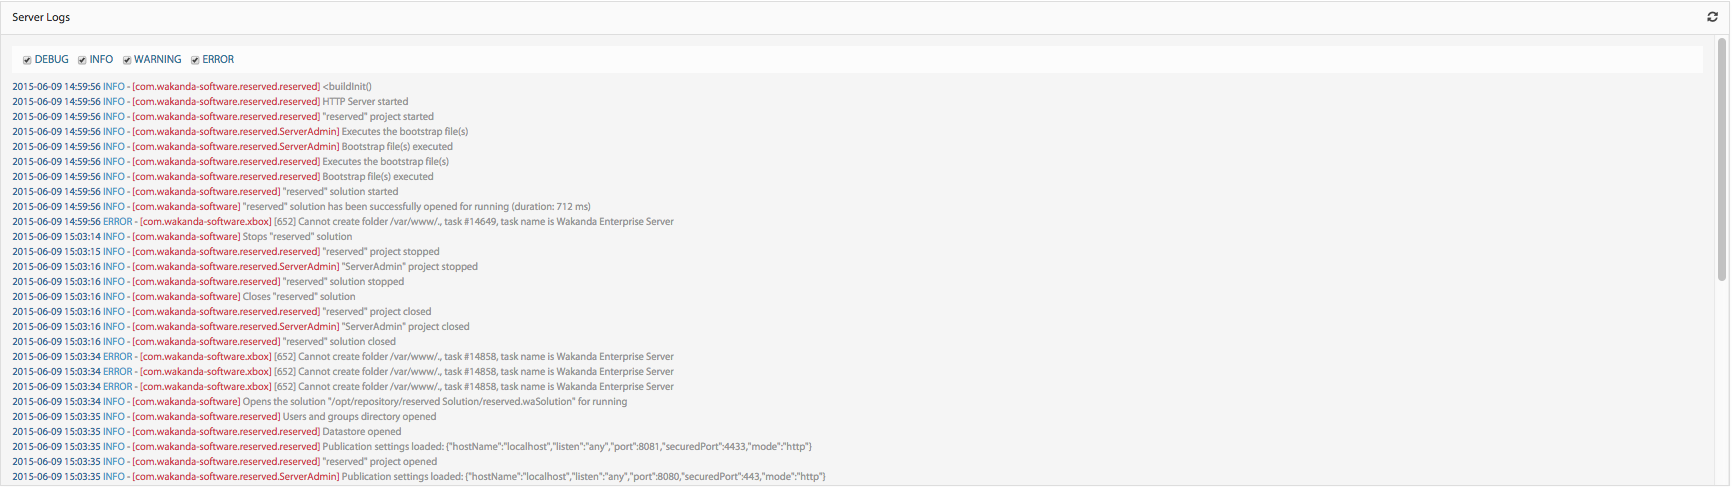 Server Logs
DEBUG INFO WARNING ERROR
2015-06-09 14:59:56 INFO - [com.wakanda-software.reserved.reserved] <buildInit()
2015-06-09 14:59:56 INFO - [com.wakanda-software.reserved.reserved] HTTP Server started
2015-06-09 14:59:56 INFO - [com.wakanda-software.reserved.reserved] "reserved" project started
2015-06-09 14:59:56 INFO - [com.wakanda-software.reserved.ServerAdmin] Executes the bootstrap file(s)
2015-06-09 14:59:56 INFO - [com.wakanda-software.reserved.ServerAdmin] Bootstrap file(s) executed
2015-06-09 14:59:56 INFO - [com.wakanda-software.reserved.reserved] Executes the bootstrap file(s)
2015-06-09 14:59:56 INFO - [com.wakanda-software.reserved.reserved] Bootstrap file(s) executed
2015-06-09 14:59:56 INFO - [com.wakanda-software.reserved] "reserved" solution started
2015-06-09 14:59:56 INFO - [com.wakanda-software] "reserved" solution has been successfully opened for running (duration: 712 ms)
2015-06-09 14:59:56 ERROR - [com.wakanda-software.xbox] [652] Cannot create folder /var/www/., task #14649, task name is Wakanda Enterprise Server
2015-06-09 15:03:14 INFO - [com.wakanda-software] Stops "reserved" solution
2015-06-09 15:03:15 INFO - [com.wakanda-software.reserved.reserved] "reserved" project stopped
2015-06-09 15:03:16 INFO - [com.wakanda-software.reserved.ServerAdmin] "ServerAdmin" project stopped
2015-06-09 15:03:16 INFO - [com.wakanda-software.reserved] "reserved" solution stopped
2015-06-09 15:03:16 INFO - [com.wakanda-software] Closes "reserved" solution
2015-06-09 15:03:16 INFO - [com.wakanda-software.reserved.reserved] "reserved" project closed
2015-06-09 15:03:16 INFO - [com.wakanda-software.reserved.ServerAdmin] "ServerAdmin" project closed
2015-06-09 15:03:16 INFO - [com.wakanda-software.reserved] "reserved" solution closed
2015-06-09 15:03:34 ERROR - [com.wakanda-software.xbox] [652] Cannot create folder /var/www/., task #14858, task name is Wakanda Enterprise Server
2015-06-09 15:03:34 ERROR - [com.wakanda-software.xbox] [652] Cannot create folder /var/www/., task #14858, task name is Wakanda Enterprise Server
2015-06-09 15:03:34 ERROR - [com.wakanda-software.xbox] [652] Cannot create folder /var/www/., task #14858, task name is Wakanda Enterprise Server
2015-06-09 15:03:34 INFO - [com.wakanda-software] Opens the solution "/opt/repository/reserved Solution/reserved.waSolution" for running
2015-06-09 15:03:35 INFO - [com.wakanda-software.reserved] Users and groups directory opened
2015-06-09 15:03:35 INFO - [com.wakanda-software.reserved.reserved] Datastore opened
2015-06-09 15:03:35 INFO - [com.wakanda-software.reserved.reserved] Publication settings loaded: {"hostName":"localhost","listen":"any","port":8081,"securedPort":4433,"mode":"http"}
2015-06-09 15:03:35 INFO - [com.wakanda-software.reserved.reserved] "reserved" project opened
2015-06-09 15:03:35 INFO - [com.wakanda-software.reserved.ServerAdmin] Publication settings loaded: {"hostName":"localhost","listen":"any","port":8080,"securedPort":443,"mode":"http"}